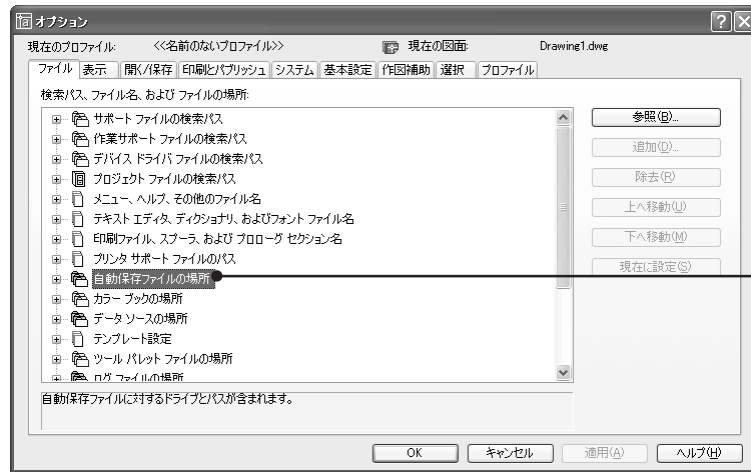 オプション
現在のプロファイル: <<名前のないプロファイル>> 現在の図面: Drawing1.dwg
ファイル 表示 開く/保存 印刷とパブリッシュ システム 基本設定 作図補助 選択 プロファイル
検索パス、ファイル名、および ファイルの場所:
サポート ファイルの検索パス
作業サポート ファイルの検索パス
デバイス ドライバ ファイルの検索パス
プロジェクト ファイルの検索パス
メニュー、ヘルプ、その他のファイル名
テキスト エディタ、ディクショナリ、およびフォント ファイル名
印刷ファイル、スプーラ、および プロローグ セクション名
プリンタ サポート ファイルのパス
自動保存ファイルの場所
カラー ブックの場所
データ ソースの場所
テンプレート設定
ツール パレット ファイルの場所
ログ ファイルの場所
参照(B)...
追加(D)...
除去(R)
上へ移動(U)
下へ移動(M)
現在に設定(S)
自動保存ファイルに対するドライブとパスが含まれます。
OK キャンセル 適用(A) ヘルプ(H)